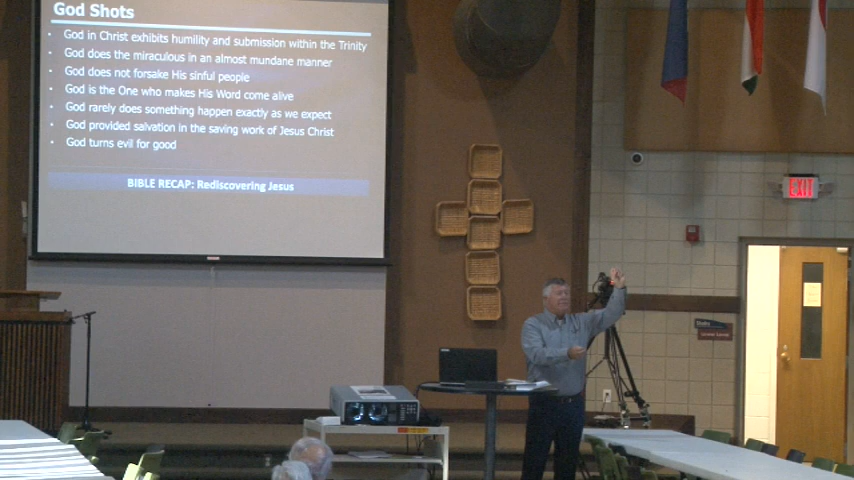 God Shots
• God in Christ exhibits humility and submission within the Trinity
• God does the miraculous in an almost mundane manner
• God does not forsake His sinful people
• God is the One who makes His Word come alive
• God rarely does something happen exactly as we expect
• God provided salvation in the saving work of Jesus Christ
• God turns evil for good
BIBLE RECAP: Rediscovering Jesus
EXIT